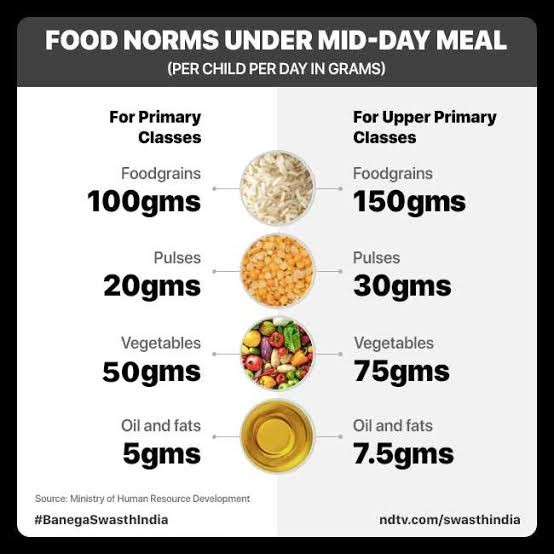 FOOD NORMS UNDER MID-DAY MEAL
(PER CHILD PER DAY IN GRAMS)
For Primary
Classes
Foodgrains
100gms
Pulses
20gms
Vegetables
50gms
Oil and fats
5gms
For Upper Primary
Classes
Foodgrains
150gms
Pulses
30gms
Vegetables
75gms
Oil and fats
7.5gms
Source: Ministry of Human Resource Development
#BanegaSwasthIndia
ndtv.com/swasthindia